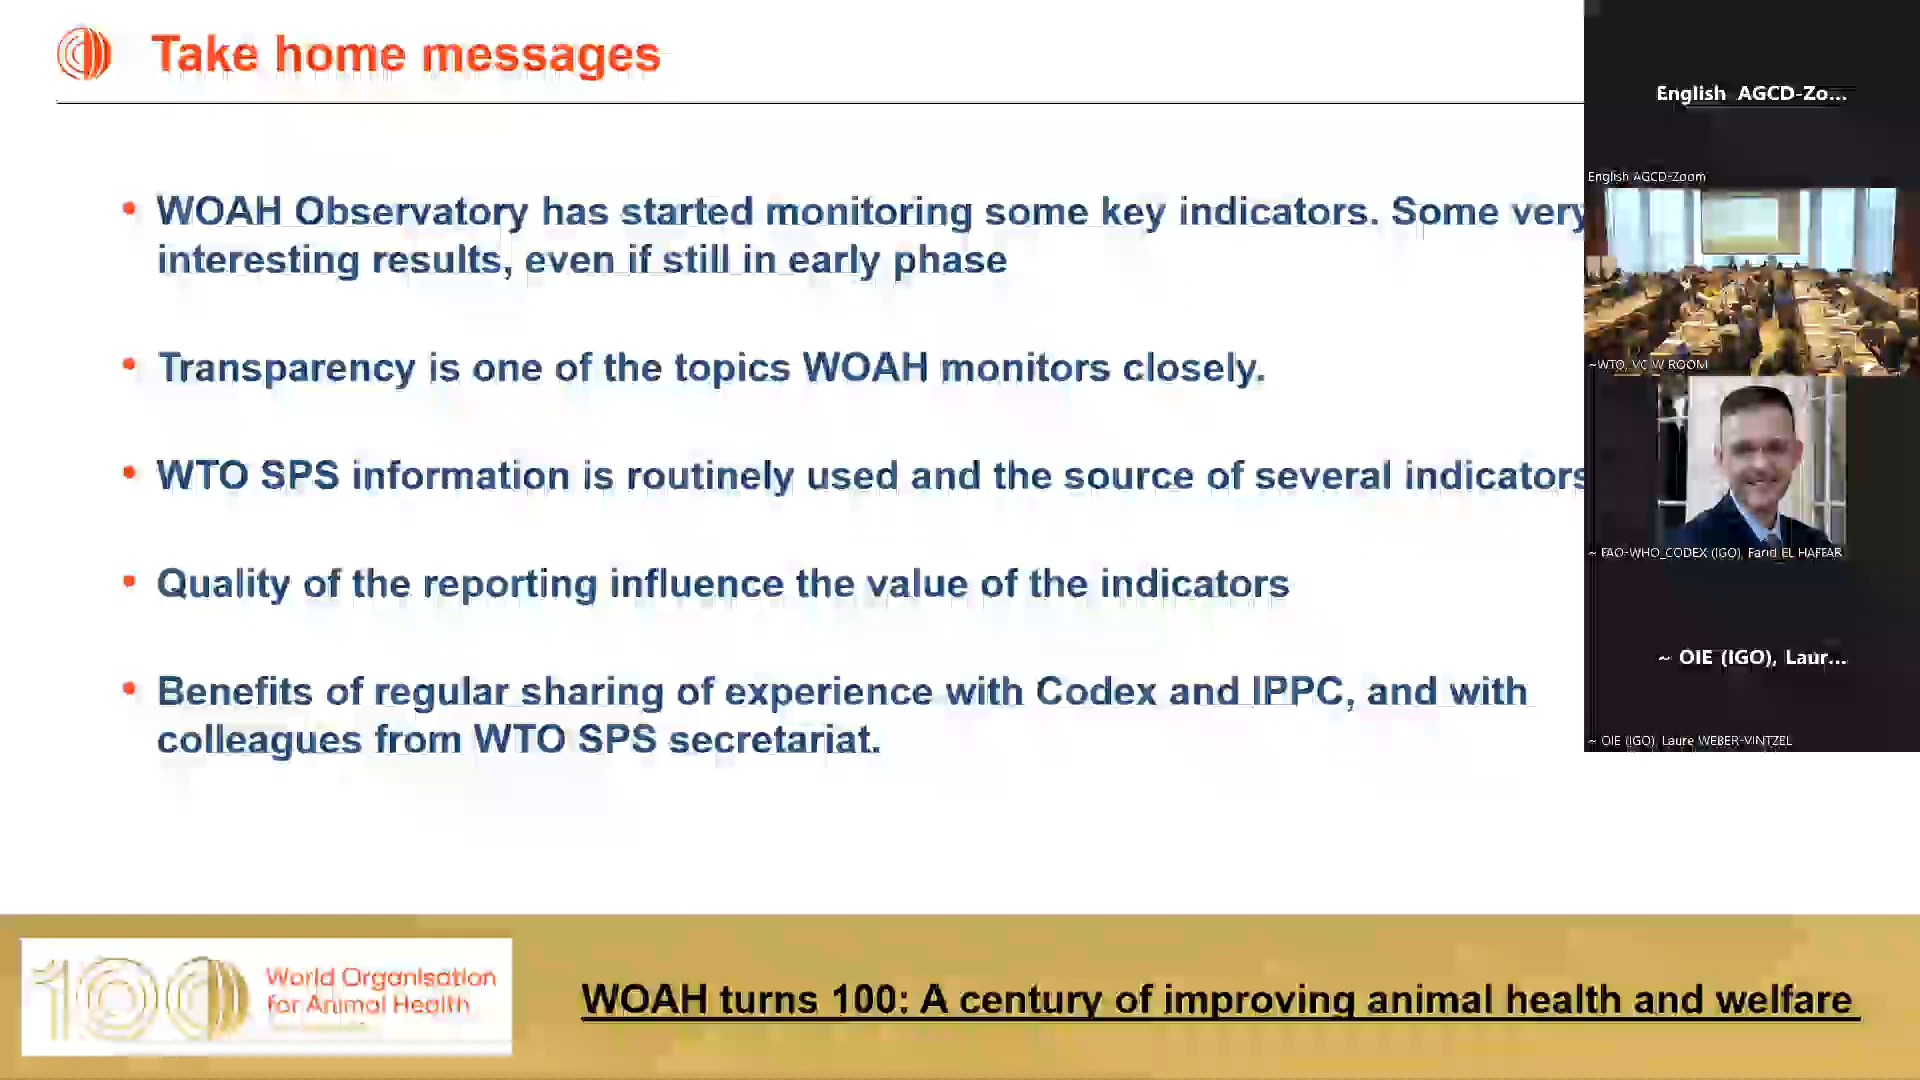 Take home messages
• WOAH Observatory has started monitoring some key indicators. Some very
interesting results, even if still in early phase
• Transparency is one of the topics WOAH monitors closely.
• WTO SPS information is routinely used and the source of several indicators
• Quality of the reporting influence the value of the indicators
• Benefits of regular sharing of experience with Codex and IPPC, and with
colleagues from WTO SPS secretariat.
100
World Organisation
for Animal Health
WOAH turns 100: A century of improving animal health and welfare
English AGCD-Zo...
English AGCD-Zoom
~WTO, VC W ROOM
~ FAO-WHO_CODEX (IGO), Farid EL HAFFAR
~ OIE (IGO), Laur...
~ OIE (IGO), Laure WEBER-VINTZEL